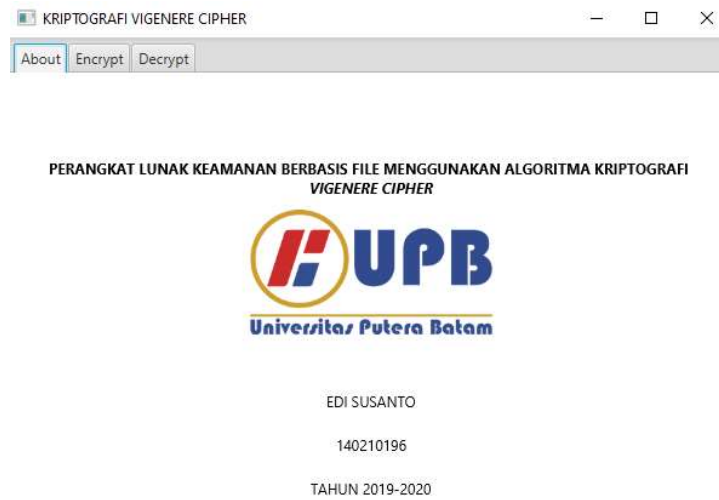 KRIPTOGRAFI VIGENERE CIPHER
About Encrypt Decrypt
PERANGKAT LUNAK KEAMANAN BERBASIS FILE MENGGUNAKAN ALGORITMA KRIPTOGRAFI
VIGENERE CIPHER
UPB
Universitas Putera Batam
EDI SUSANTO
140210196
TAHUN 2019-2020